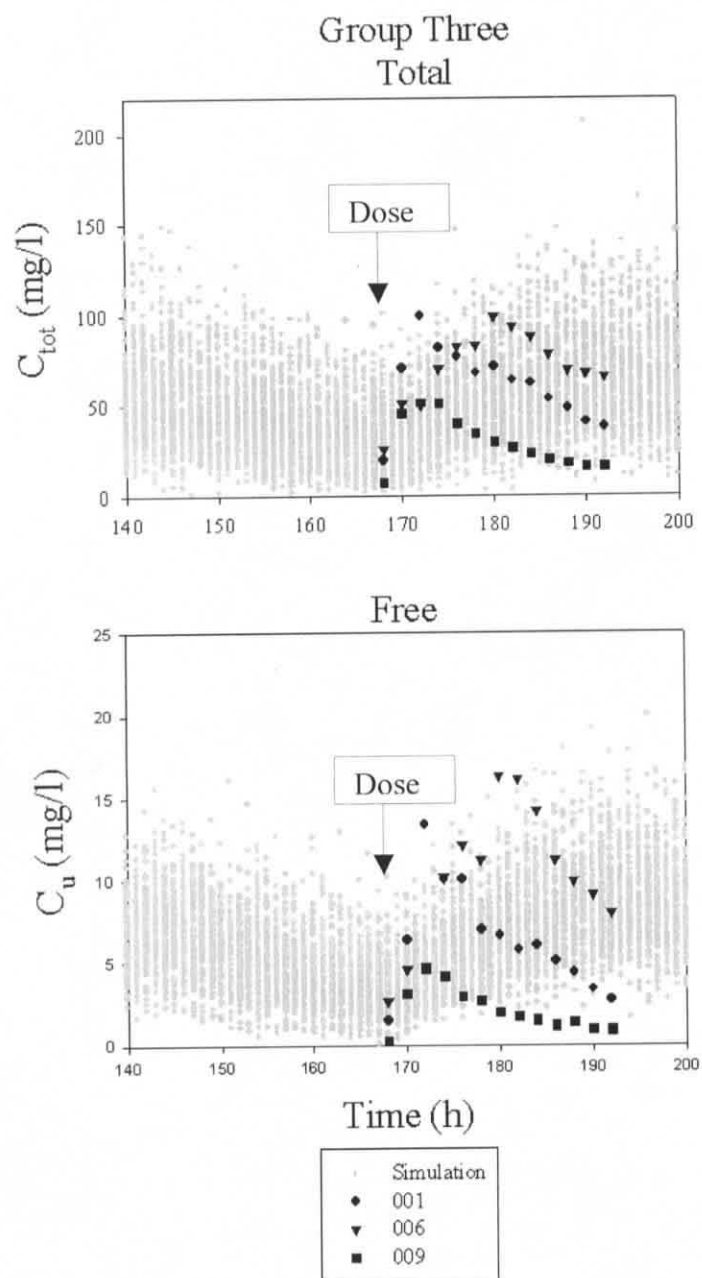 Group Three
Total
200
150
100
50
0
C_tot (mg/l)
Dose
140 150 160 170 180 190 200
Free
25
20
15
10
5
0
C_u (mg/l)
Dose
140 150 160 170 180 190 200
Time (h)
Simulation
001
006
009